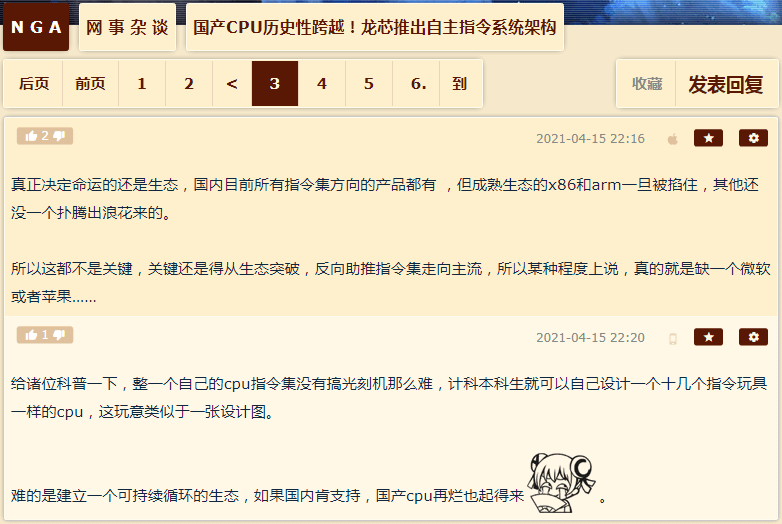 NGA 网事杂谈 国产CPU历史性跨越！龙芯推出自主指令系统架构
后页 前页 1 2 < 3 4 5 6. 到 收藏 发表回复
2 2021-04-15 22:16
真正决定命运的还是生态，国内目前所有指令集方向的产品都有 ，但成熟生态的x86和arm一旦被掐住，其他还
没一个扑腾出浪花来的。
所以这都不是关键，关键还是得从生态突破，反向助推指令集走向主流，所以某种程度上说，真的就是缺一个微软
或者苹果......
1 2021-04-15 22:20
给诸位科普一下，整一个自己的cpu指令集没有搞光刻机那么难，计科本科生就可以自己设计一个十几个指令玩具
一样的cpu，这玩意类似于一张设计图。
难的是建立一个可持续循环的生态，如果国内肯支持，国产cpu再烂也起得来 。